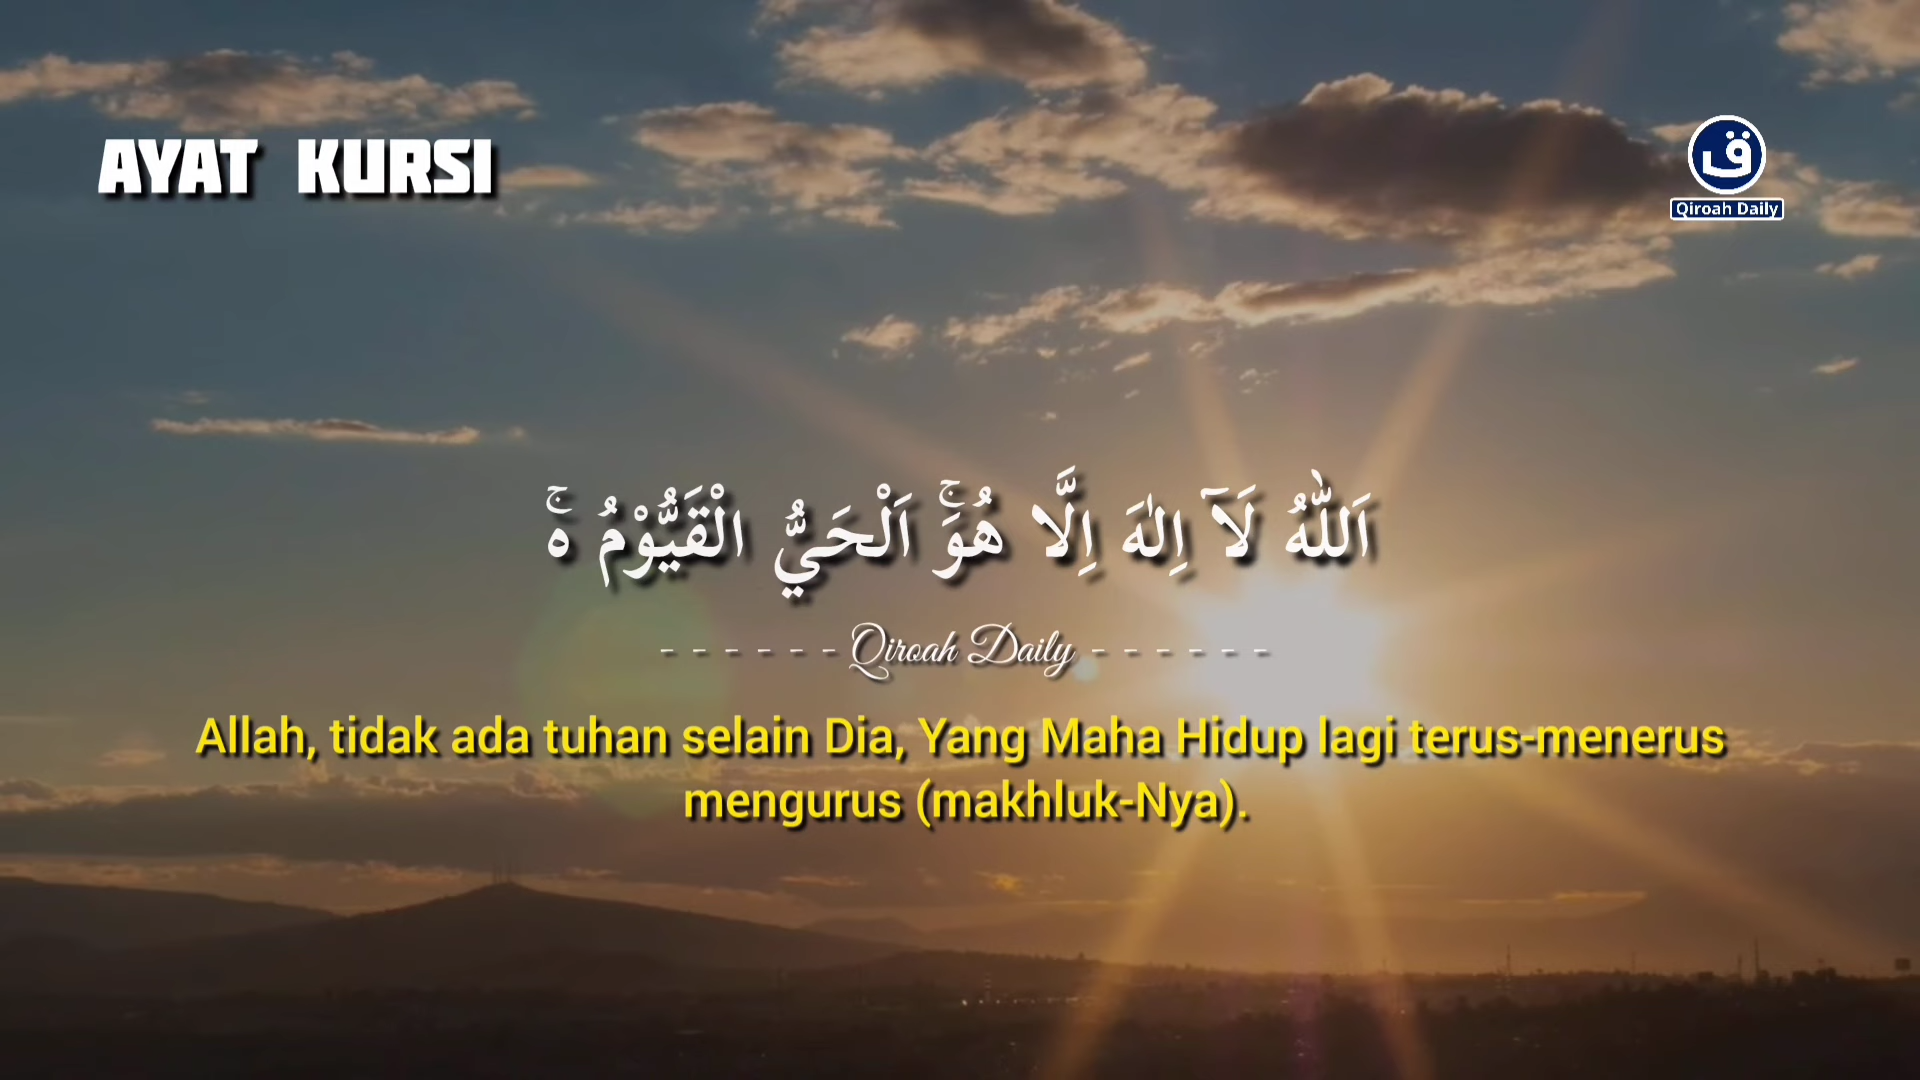 AYAT KURSI
ق
Qiroah Daily
اَللّٰهُ لَآ اِلٰهَ اِلَّا هُوَۚ اَلْحَيُّ الْقَيُّوْمُ ەۚ
- - - - - - Qiroah Daily - - - - - -
Allah, tidak ada tuhan selain Dia, Yang Maha Hidup lagi terus-menerus
mengurus (makhluk-Nya).